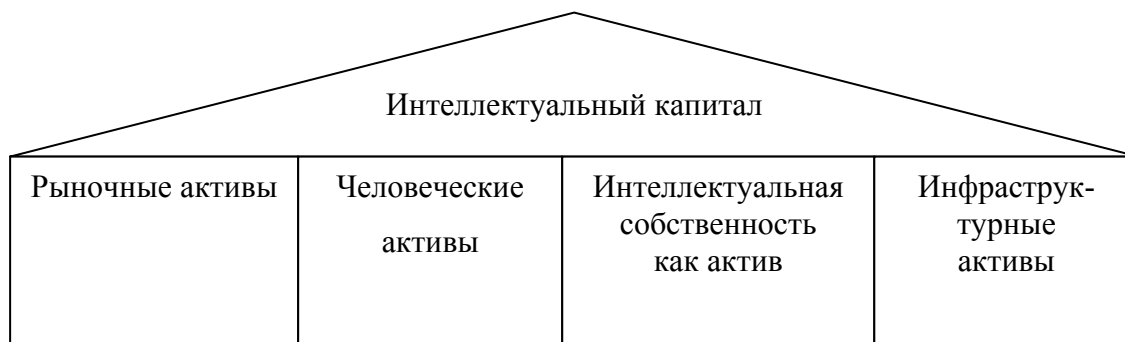 Интеллектуальный капитал
Рыночные активы
Человеческие
активы
Интеллектуальная
собственность
как актив
Инфраструк-
турные
активы